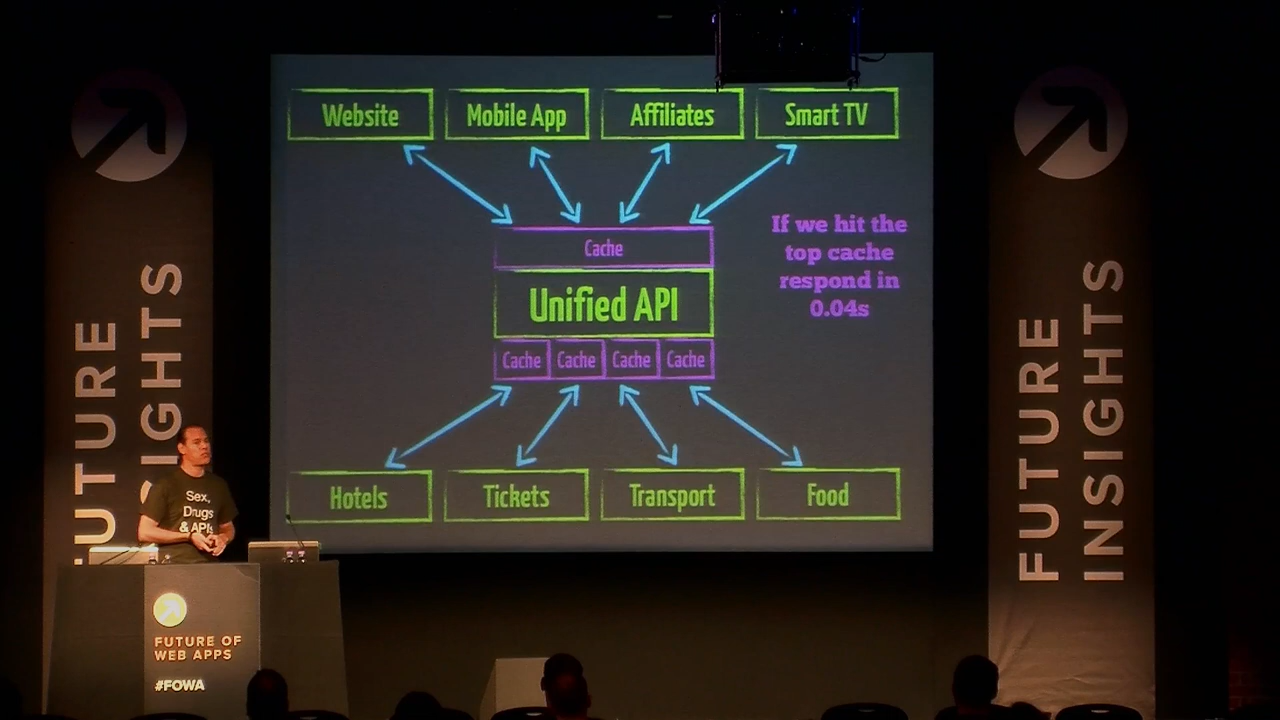 Website
Mobile App
Affiliates
Smart TV
Cache
Unified API
Cache Cache Cache Cache
If we hit the
top cache
respond in
0.04s
Hotels
Tickets
Transport
Food
FUTURE
INSIGHTS
FUTURE
INSIGHTS
Sex,
Drugs
& APIs
FUTURE OF
WEB APPS
#FOWA